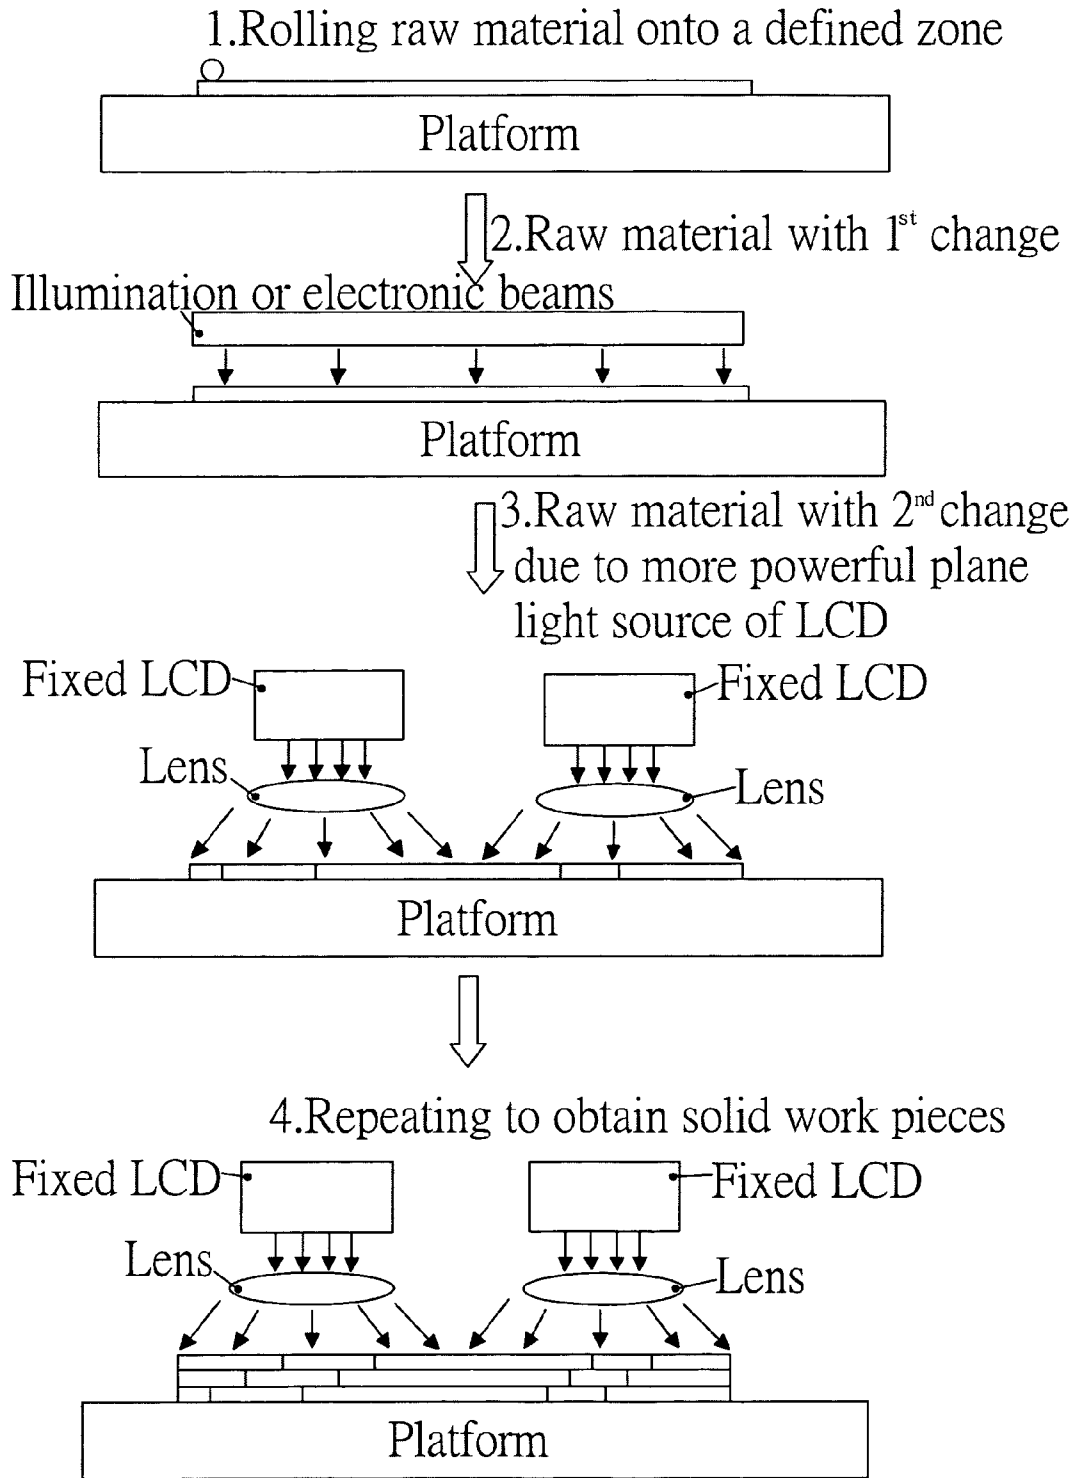 1.Rolling raw material onto a defined zone
Platform
2.Raw material with 1st change
Illumination or electronic beams
Platform
3.Raw material with 2nd change
due to more powerful plane
light source of LCD
Fixed LCD
Fixed LCD
Lens
Lens
Platform
4.Repeating to obtain solid work pieces
Fixed LCD
Fixed LCD
Lens
Lens
Platform